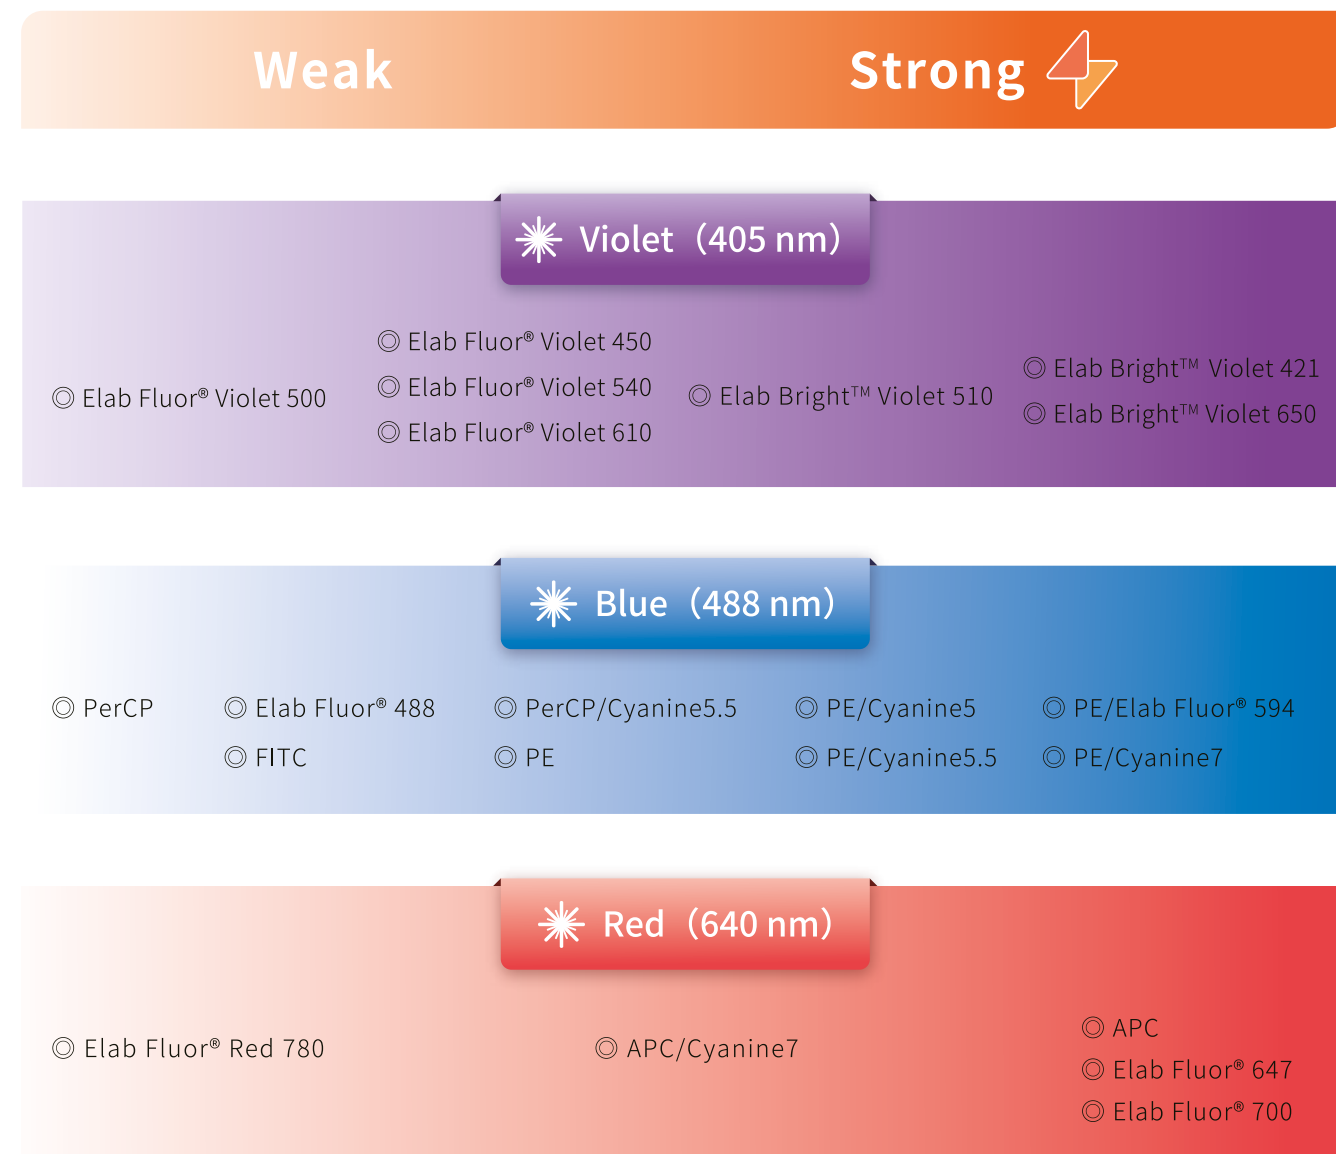 Weak
Strong
Violet（405 nm）
◎ Elab Fluor® Violet 500
◎ Elab Fluor® Violet 450
◎ Elab Fluor® Violet 540
◎ Elab Fluor® Violet 610
◎ Elab Bright™ Violet 510
◎ Elab Bright™ Violet 421
◎ Elab Bright™ Violet 650
Blue（488 nm）
◎ PerCP
◎ Elab Fluor® 488
◎ FITC
◎ PerCP/Cyanine5.5
◎ PE
◎ PE/Cyanine5
◎ PE/Cyanine5.5
◎ PE/Elab Fluor® 594
◎ PE/Cyanine7
Red（640 nm）
◎ Elab Fluor® Red 780
◎ APC/Cyanine7
◎ APC
◎ Elab Fluor® 647
◎ Elab Fluor® 700